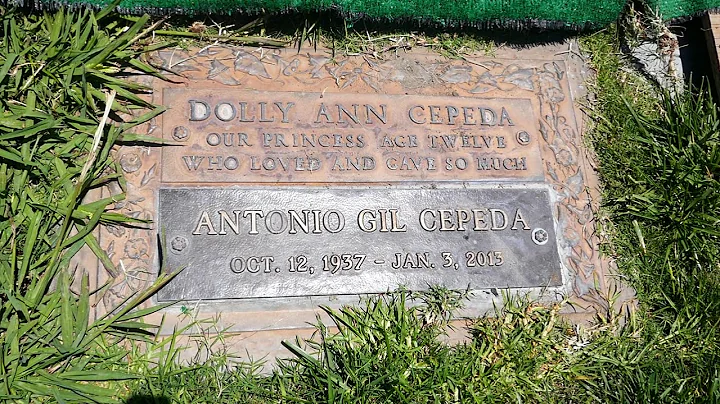 DOLLY ANN CEPEDA
OUR PRINCESS AGE TWELVE
WHO LOVED AND GAVE SO MUCH
ANTONIO GIL CEPEDA
OCT. 12, 1937 - JAN. 3, 2013